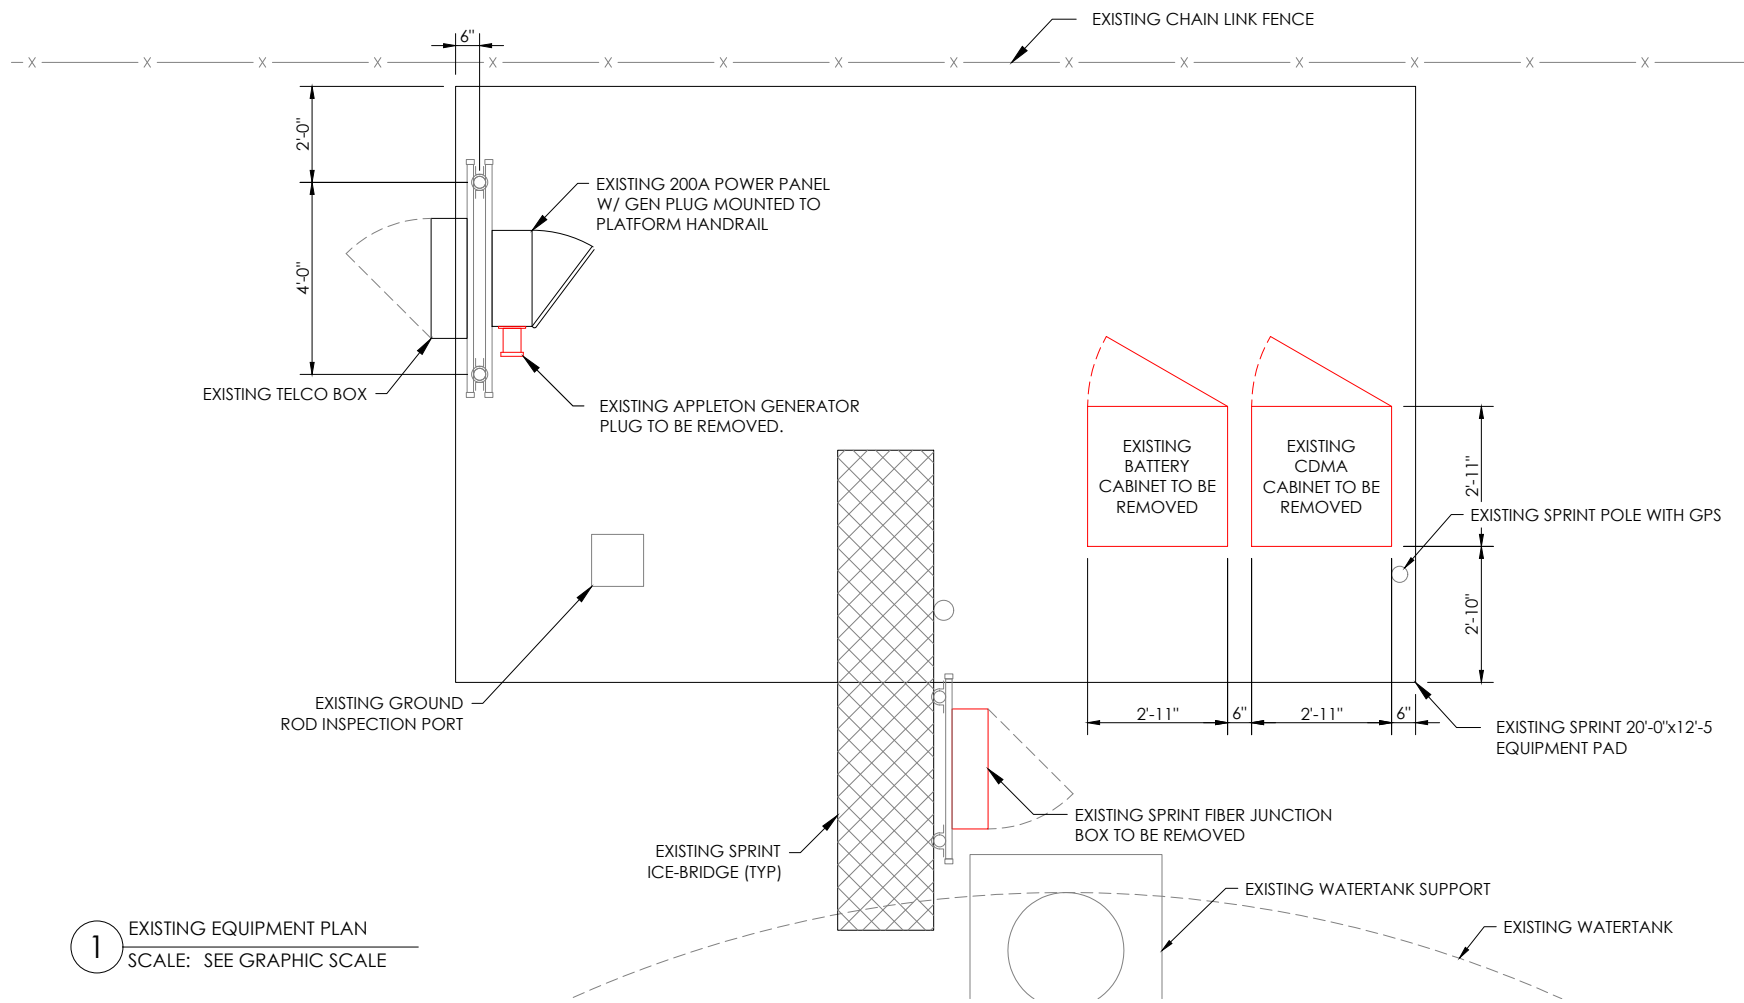 EXISTING CHAIN LINK FENCE
6"
X X X X X X X X X X X X X X X
2'-0"
EXISTING 200A POWER PANEL
W/ GEN PLUG MOUNTED TO
PLATFORM HANDRAIL
4'-0"
EXISTING TELCO BOX
EXISTING APPLETON GENERATOR
PLUG TO BE REMOVED.
EXISTING
BATTERY
CABINET TO BE
REMOVED
EXISTING
CDMA
CABINET TO BE
REMOVED
2'-11"
EXISTING SPRINT POLE WITH GPS
2'-10"
EXISTING GROUND
ROD INSPECTION PORT
2'-11"
6"
2'-11"
6"
EXISTING SPRINT 20'-0"x12'-5
EQUIPMENT PAD
EXISTING SPRINT FIBER JUNCTION
BOX TO BE REMOVED
EXISTING SPRINT
ICE-BRIDGE (TYP)
EXISTING WATERTANK SUPPORT
EXISTING WATERTANK
1
EXISTING EQUIPMENT PLAN
SCALE: SEE GRAPHIC SCALE